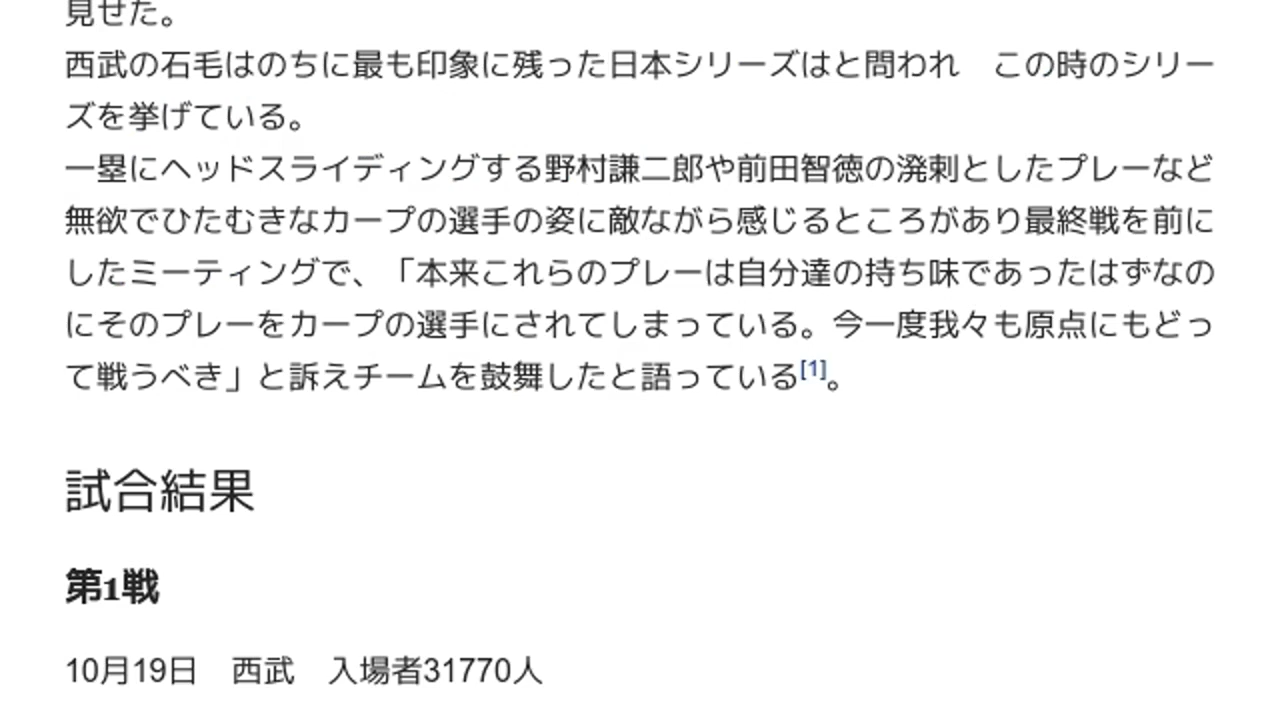 見せた。
西武の石毛はのちに最も印象に残った日本シリーズはと問われ　この時のシリー
ズを挙げている。
一塁にヘッドスライディングする野村謙二郎や前田智徳の溌剌としたプレーなど
無欲でひたむきなカープの選手の姿に敵ながら感じるところがあり最終戦を前に
したミーティングで、「本来これらのプレーは自分達の持ち味であったはずなの
にそのプレーをカープの選手にされてしまっている。今一度我々も原点にもどっ
て戦うべき」と訴えチームを鼓舞したと語っている[1]。
試合結果
第1戦
10月19日　西武　入場者31770人